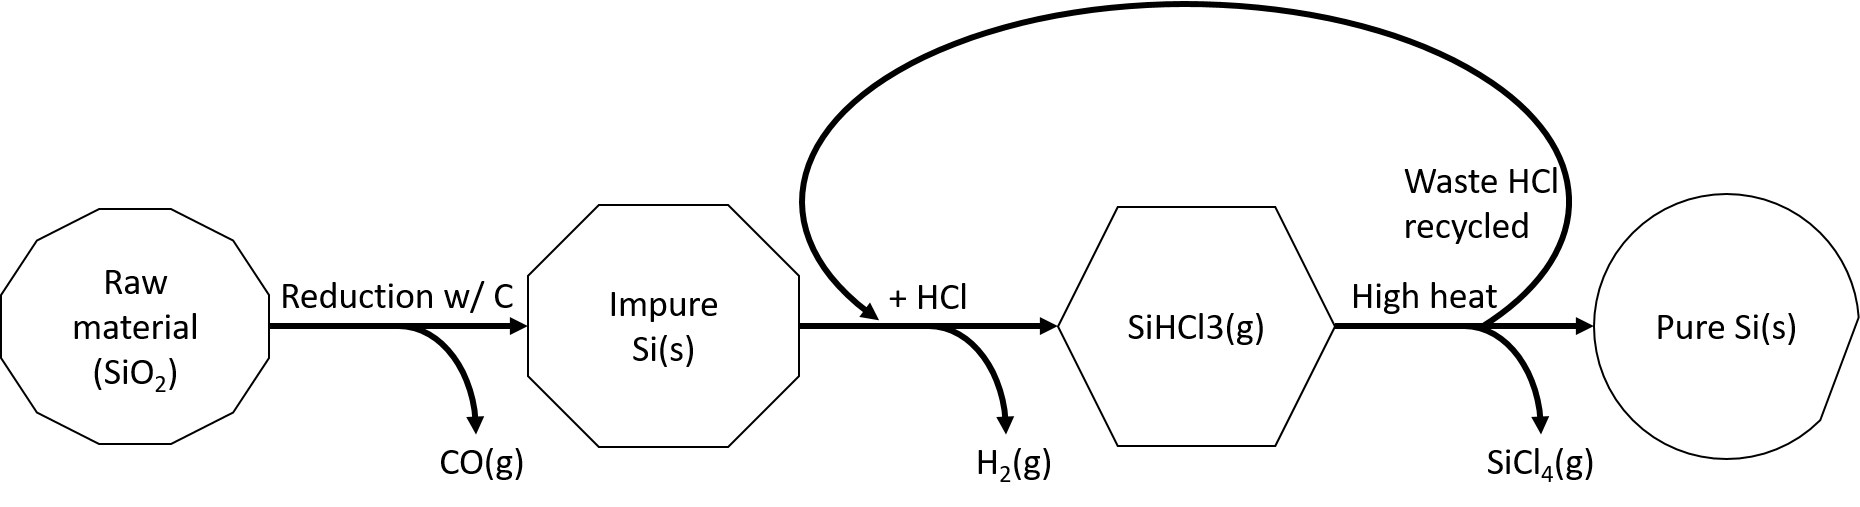 Raw
material
(SiO₂)
Reduction w/ C
CO(g)
Impure
Si(s)
+ HCl
H₂(g)
SiHCl3(g)
Waste HCl
recycled
High heat
SiCl₄(g)
Pure Si(s)